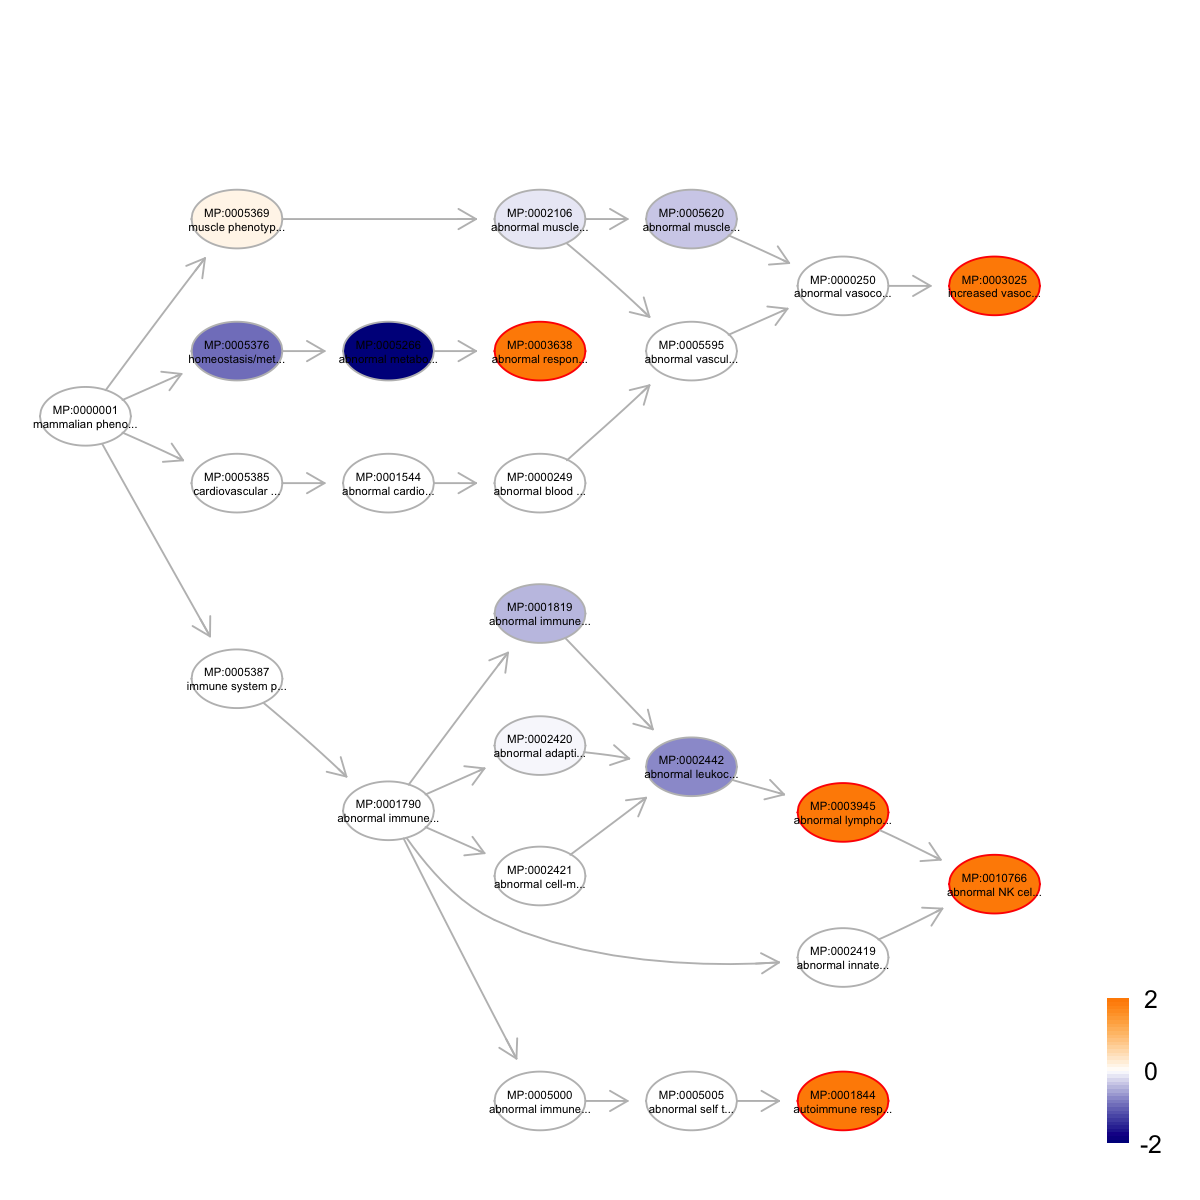 MP:0005369
muscle phenotyp...
MP:0002106
abnormal muscle...
MP:0005620
abnormal muscle...
MP:0000250
abnormal vasoco...
MP:0003025
increased vasoc...
MP:0005376
homeostasis/met...
abnormal
MP:0003638
abnormal respon...
MP:0005595
abnormal vascul...
MP:0000001
mammalian pheno...
MP:0005385
cardiovascular ...
MP:0001544
abnormal cardio...
MP:0000249
abnormal blood ...
MP:0001819
abnormal immune...
MP:0005387
immune system p...
MP:0002420
abnormal adapti...
MP:0002442
abnormal leukoc...
MP:0001790
abnormal immune...
MP:0003945
abnormal lympho...
MP:0002421
abnormal cell-m...
MP:0010766
abnormal NK cel...
MP:0002419
abnormal innate...
MP:0005000
abnormal immune...
MP:0005005
abnormal self t...
MP:0001844
autoimmune resp...
2
0
-2